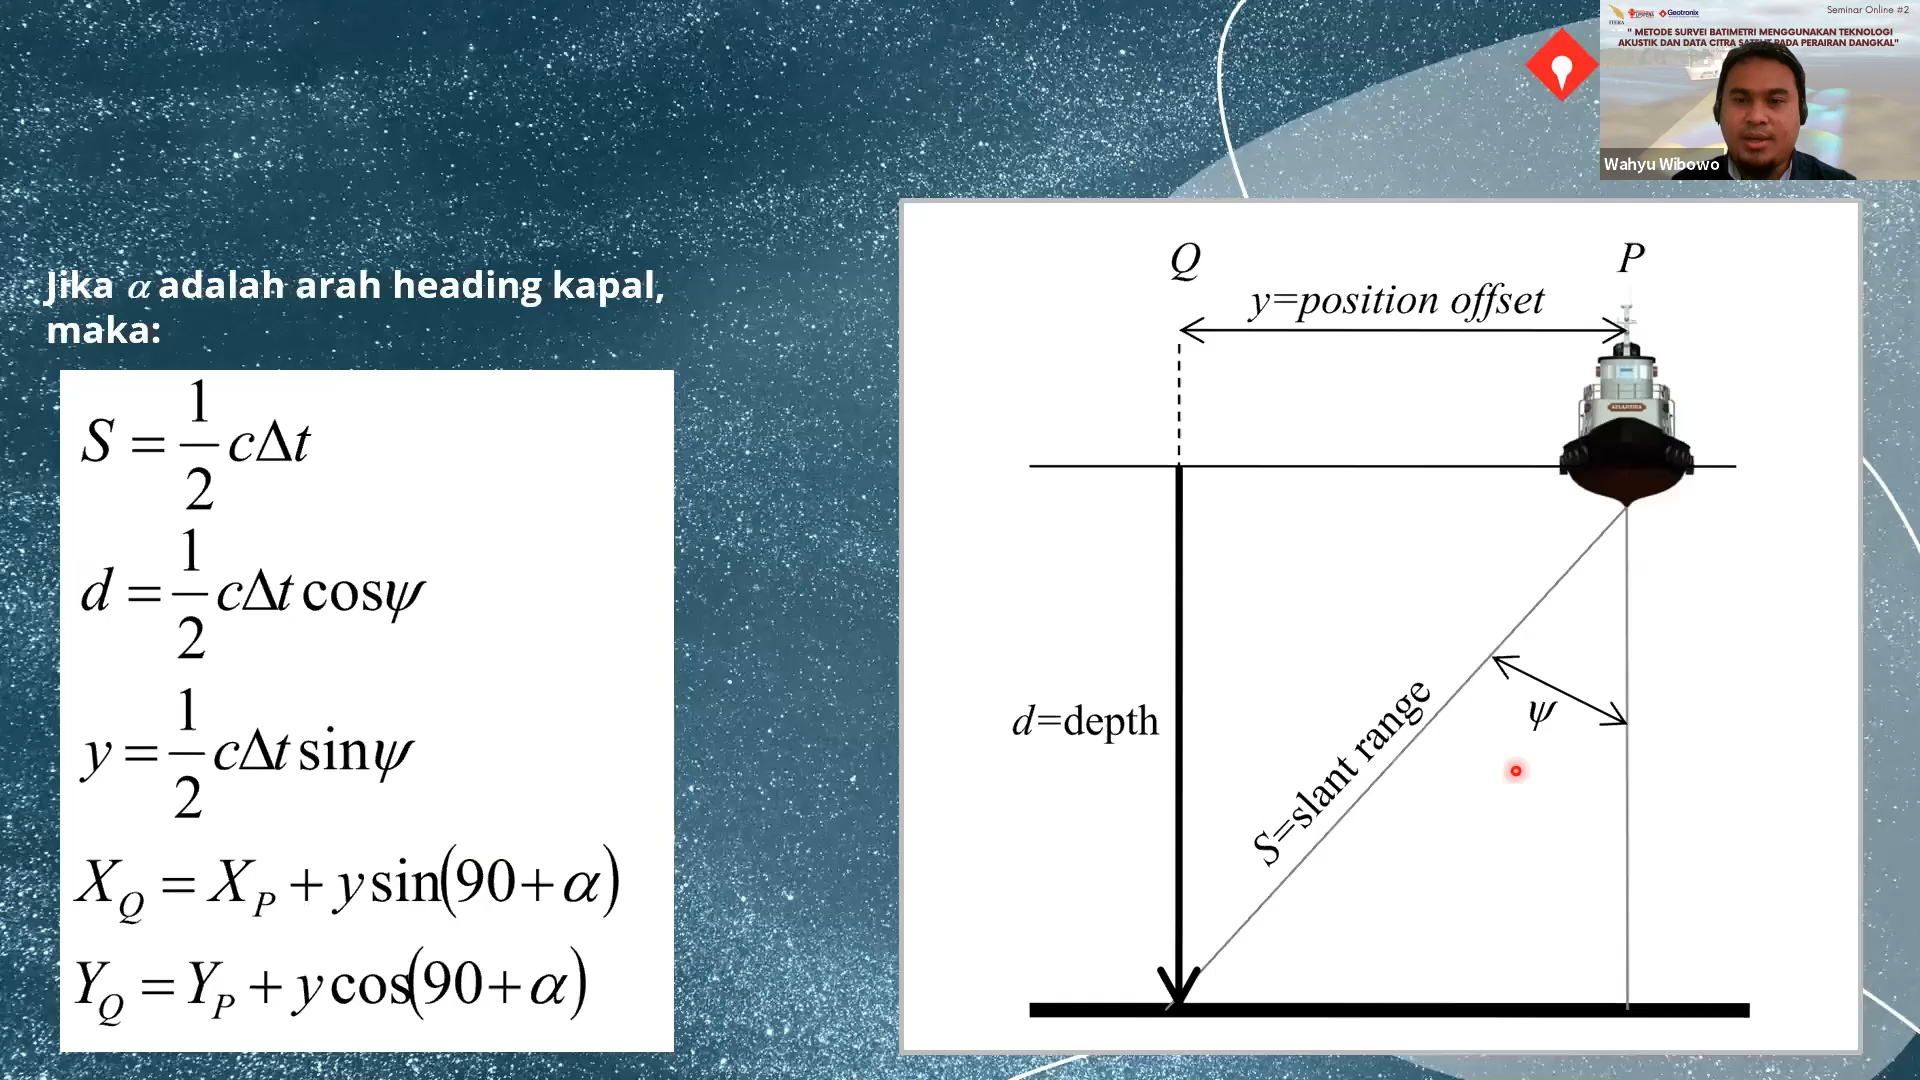 Seminar Online #2
ITERA
Geotronix
" METODE SURVEI BATIMETRI MENGGUNAKAN TEKNOLOGI
AKUSTIK DAN DATA CITRA PADA PERAIRAN DANGKAL"
Wahyu Wibowo
Jika α adalah arah heading kapal,
maka:
S = 1/2 cΔt
d = 1/2 cΔt cosψ
y = 1/2 cΔt sinψ
X_Q = X_P + y sin(90+α)
Y_Q = Y_P + y cos(90+α)
Q
P
y=position offset
d=depth
S=slant range
ψ